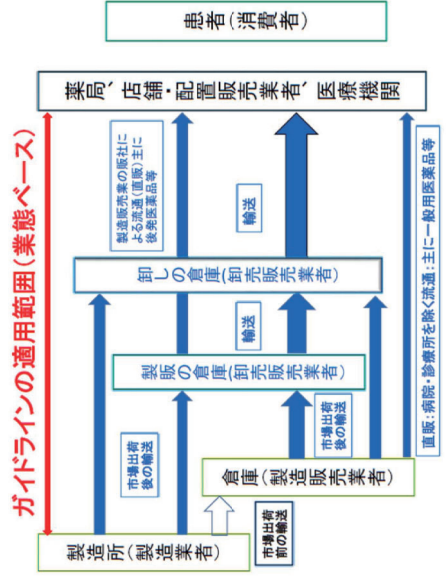 ガイドラインの適用範囲(業態ベース)
製造所(製造業者)
市場出荷
前の輸送
倉庫(製造販売業者)
市場出荷
後の輸送
市場出荷
後の輸送
製販の倉庫(卸売販売業者)
輸送
卸しの倉庫(卸売販売業者)
製造販売業の販社に
よる流通(直販)主に
後発医薬品等
輸送
直販:病院・診療所を除く流通:主に一般用医薬品等
薬局、店舗・配置販売業者、医療機関
患者(消費者)